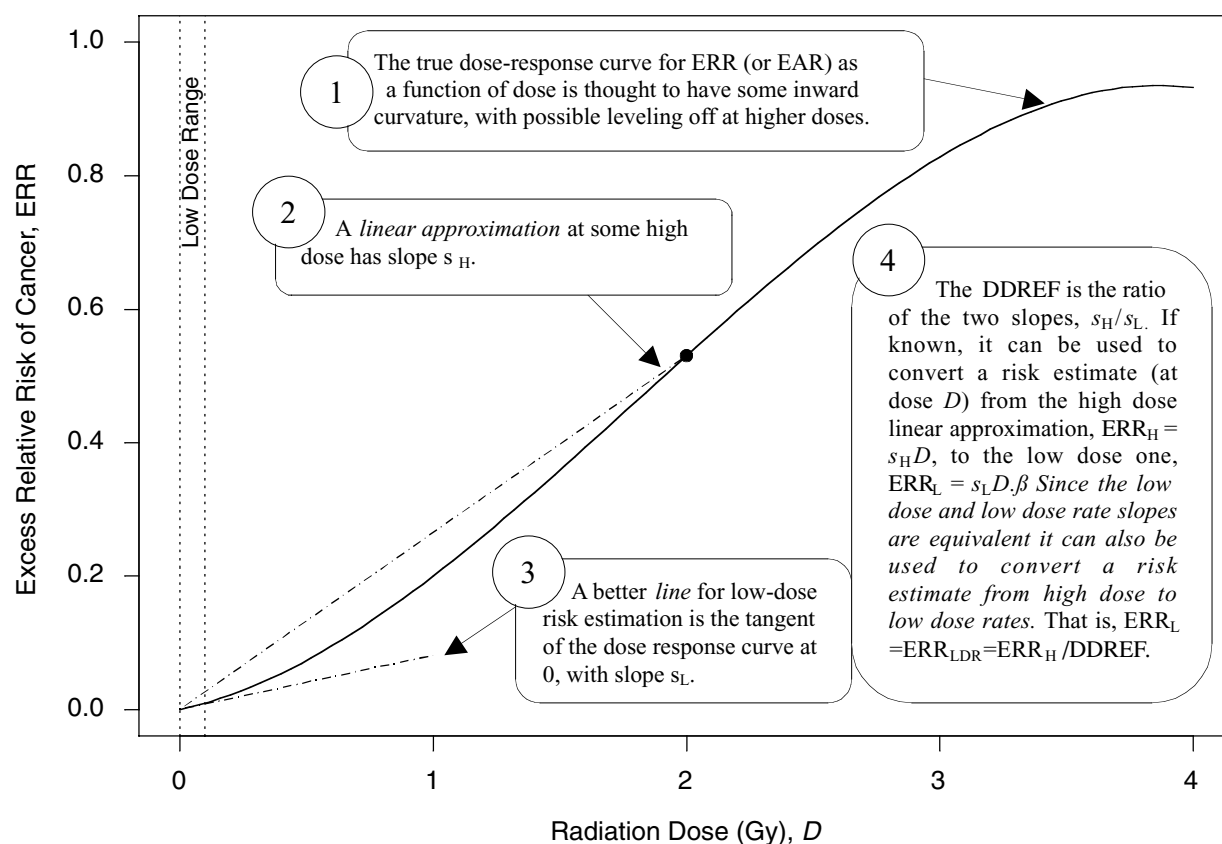 1.0
0.8
0.6
0.4
0.2
0.0
Excess Relative Risk of Cancer, ERR
Low Dose Range
1
The true dose-response curve for ERR (or EAR) as
a function of dose is thought to have some inward
curvature, with possible leveling off at higher doses.
2
A linear approximation at some high
dose has slope s H.
3
A better line for low-dose
risk estimation is the tangent
of the dose response curve at
0, with slope sL.
4
The DDREF is the ratio
of the two slopes, sH/sL. If
known, it can be used to
convert a risk estimate (at
dose D) from the high dose
linear approximation, ERRH =
sHD, to the low dose one,
ERRL = sLD.ß Since the low
dose and low dose rate slopes
are equivalent it can also be
used to convert a risk
estimate from high dose to
low dose rates. That is, ERRL
=ERRLDR=ERRH /DDREF.
0 1 2 3 4
Radiation Dose (Gy), D